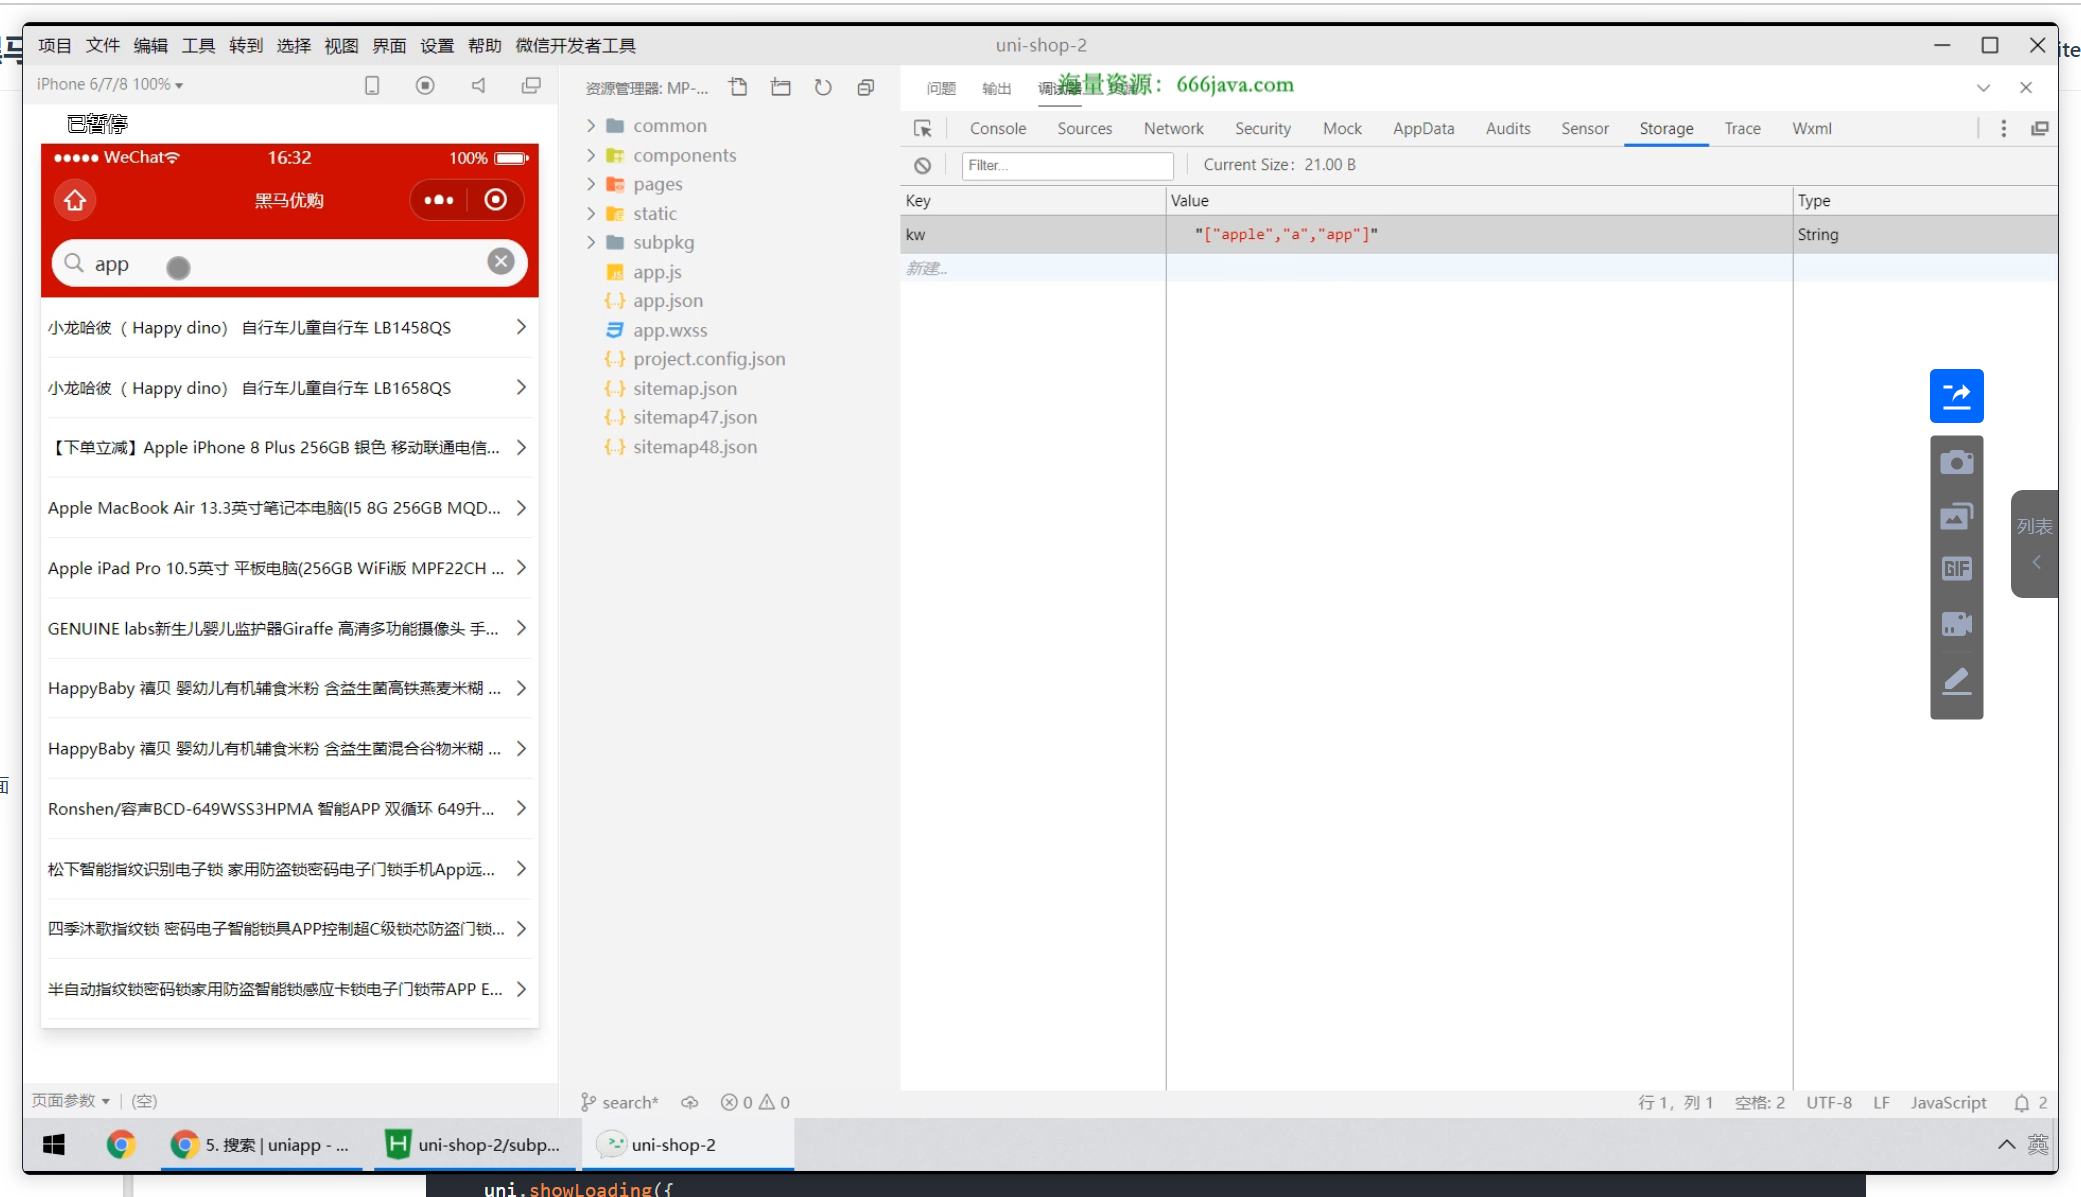 项目 文件 编辑 工具 转到 选择 视图 界面 设置 帮助 微信开发者工具
uni-shop-2
iPhone 6/7/8 100%
已暂停
WeChat
16:32
100%
黑马优购
app
小龙哈彼（ Happy dino） 自行车儿童自行车 LB1458QS
小龙哈彼（ Happy dino） 自行车儿童自行车 LB1658QS
【下单立减】Apple iPhone 8 Plus 256GB 银色 移动联通电信...
Apple MacBook Air 13.3英寸笔记本电脑(I5 8G 256GB MQD...
Apple iPad Pro 10.5英寸 平板电脑(256GB WiFi版 MPF22CH ...
GENUINE labs新生儿婴儿监护器Giraffe 高清多功能摄像头 手...
HappyBaby 禧贝 婴幼儿有机辅食米粉 含益生菌高铁燕麦米糊 ...
HappyBaby 禧贝 婴幼儿有机辅食米粉 含益生菌混合谷物米糊 ...
Ronshen/容声BCD-649WSS3HPMA 智能APP 双循环 649升...
松下智能指纹识别电子锁 家用防盗锁密码电子门锁手机App远...
四季沐歌指纹锁 密码电子智能锁具APP控制超C级锁芯防盗门锁...
半自动指纹锁密码锁家用防盗智能锁感应卡锁电子门锁带APP E...
页面参数 | (空)
资源管理器: MP-...
common
components
pages
static
subpkg
app.js
app.json
app.wxss
project.config.json
sitemap.json
sitemap47.json
sitemap48.json
search*
0
0
问题 输出
海量资源：666java.com
Console Sources Network Security Mock AppData Audits Sensor Storage Trace Wxml
Filter...
Current Size: 21.00 B
Key Value Type
kw "["apple","a","app"]" String
新建...
GIF
列表
行 1，列 1 空格: 2 UTF-8 LF JavaScript 2
5. 搜索 | uniapp - ...
uni-shop-2/subp...
uni-shop-2
英
ite
面
uni.showLoading({